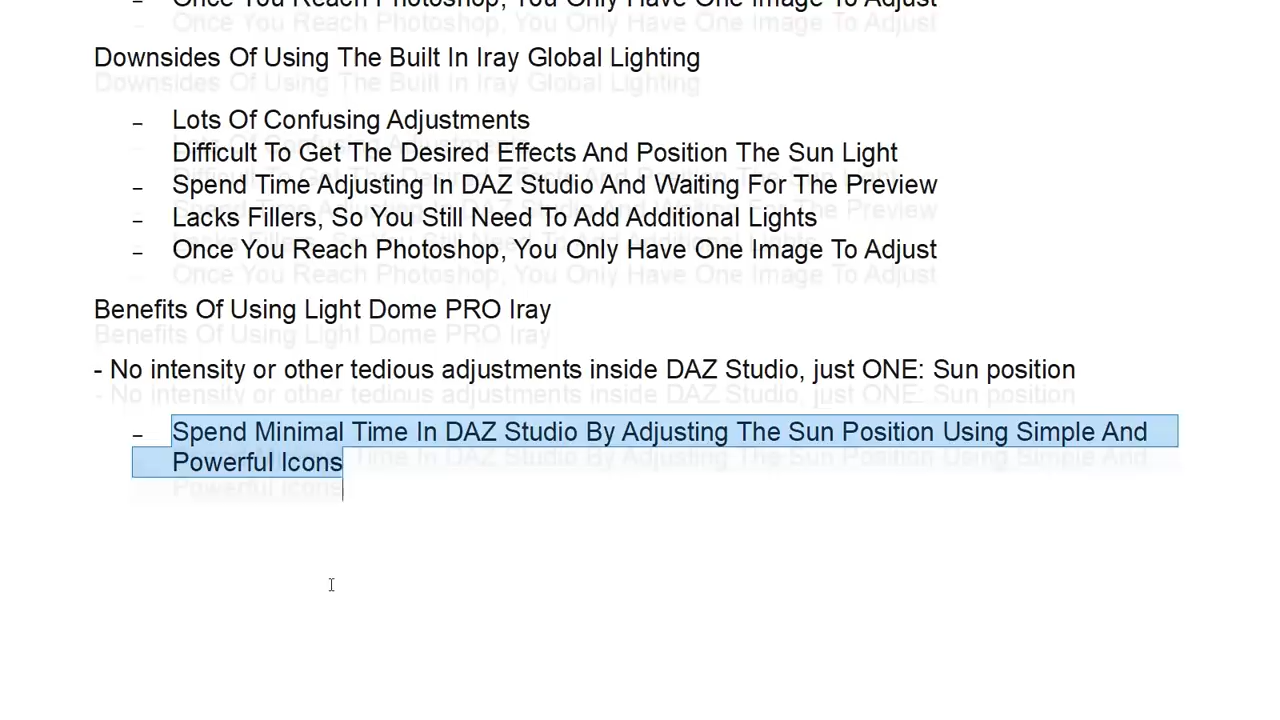 Once You Reach Photoshop, You Only Have One Image To Adjust
Downsides Of Using The Built In Iray Global Lighting
– Lots Of Confusing Adjustments
Difficult To Get The Desired Effects And Position The Sun Light
– Spend Time Adjusting In DAZ Studio And Waiting For The Preview
– Lacks Fillers, So You Still Need To Add Additional Lights
– Once You Reach Photoshop, You Only Have One Image To Adjust
Benefits Of Using Light Dome PRO Iray
- No intensity or other tedious adjustments inside DAZ Studio, just ONE: Sun position
– Spend Minimal Time In DAZ Studio By Adjusting The Sun Position Using Simple And
Powerful Icons